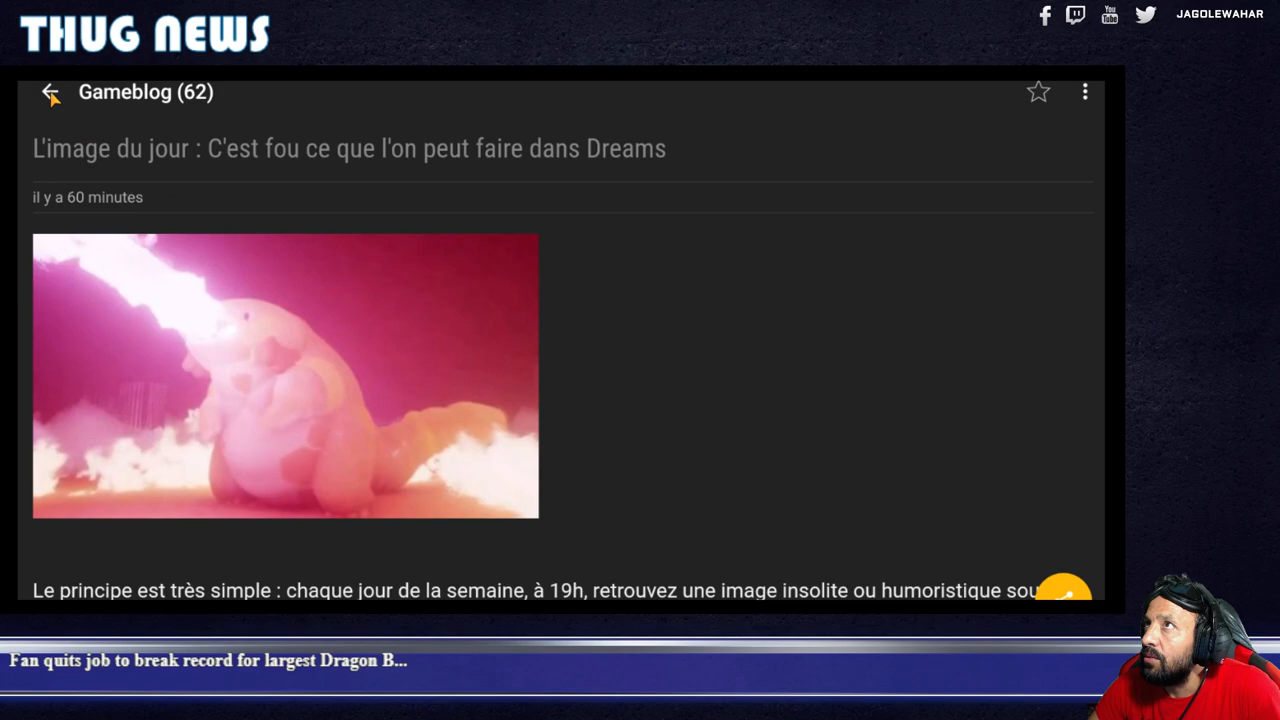 THUG NEWS
You
Tube
JAGOLEWAHAR
Gameblog (62)
L'image du jour : C'est fou ce que l'on peut faire dans Dreams
il y a 60 minutes
Le principe est très simple : chaque jour de la semaine, à 19h, retrouvez une image insolite ou humoristique sou
Fan quits job to break record for largest Dragon B...